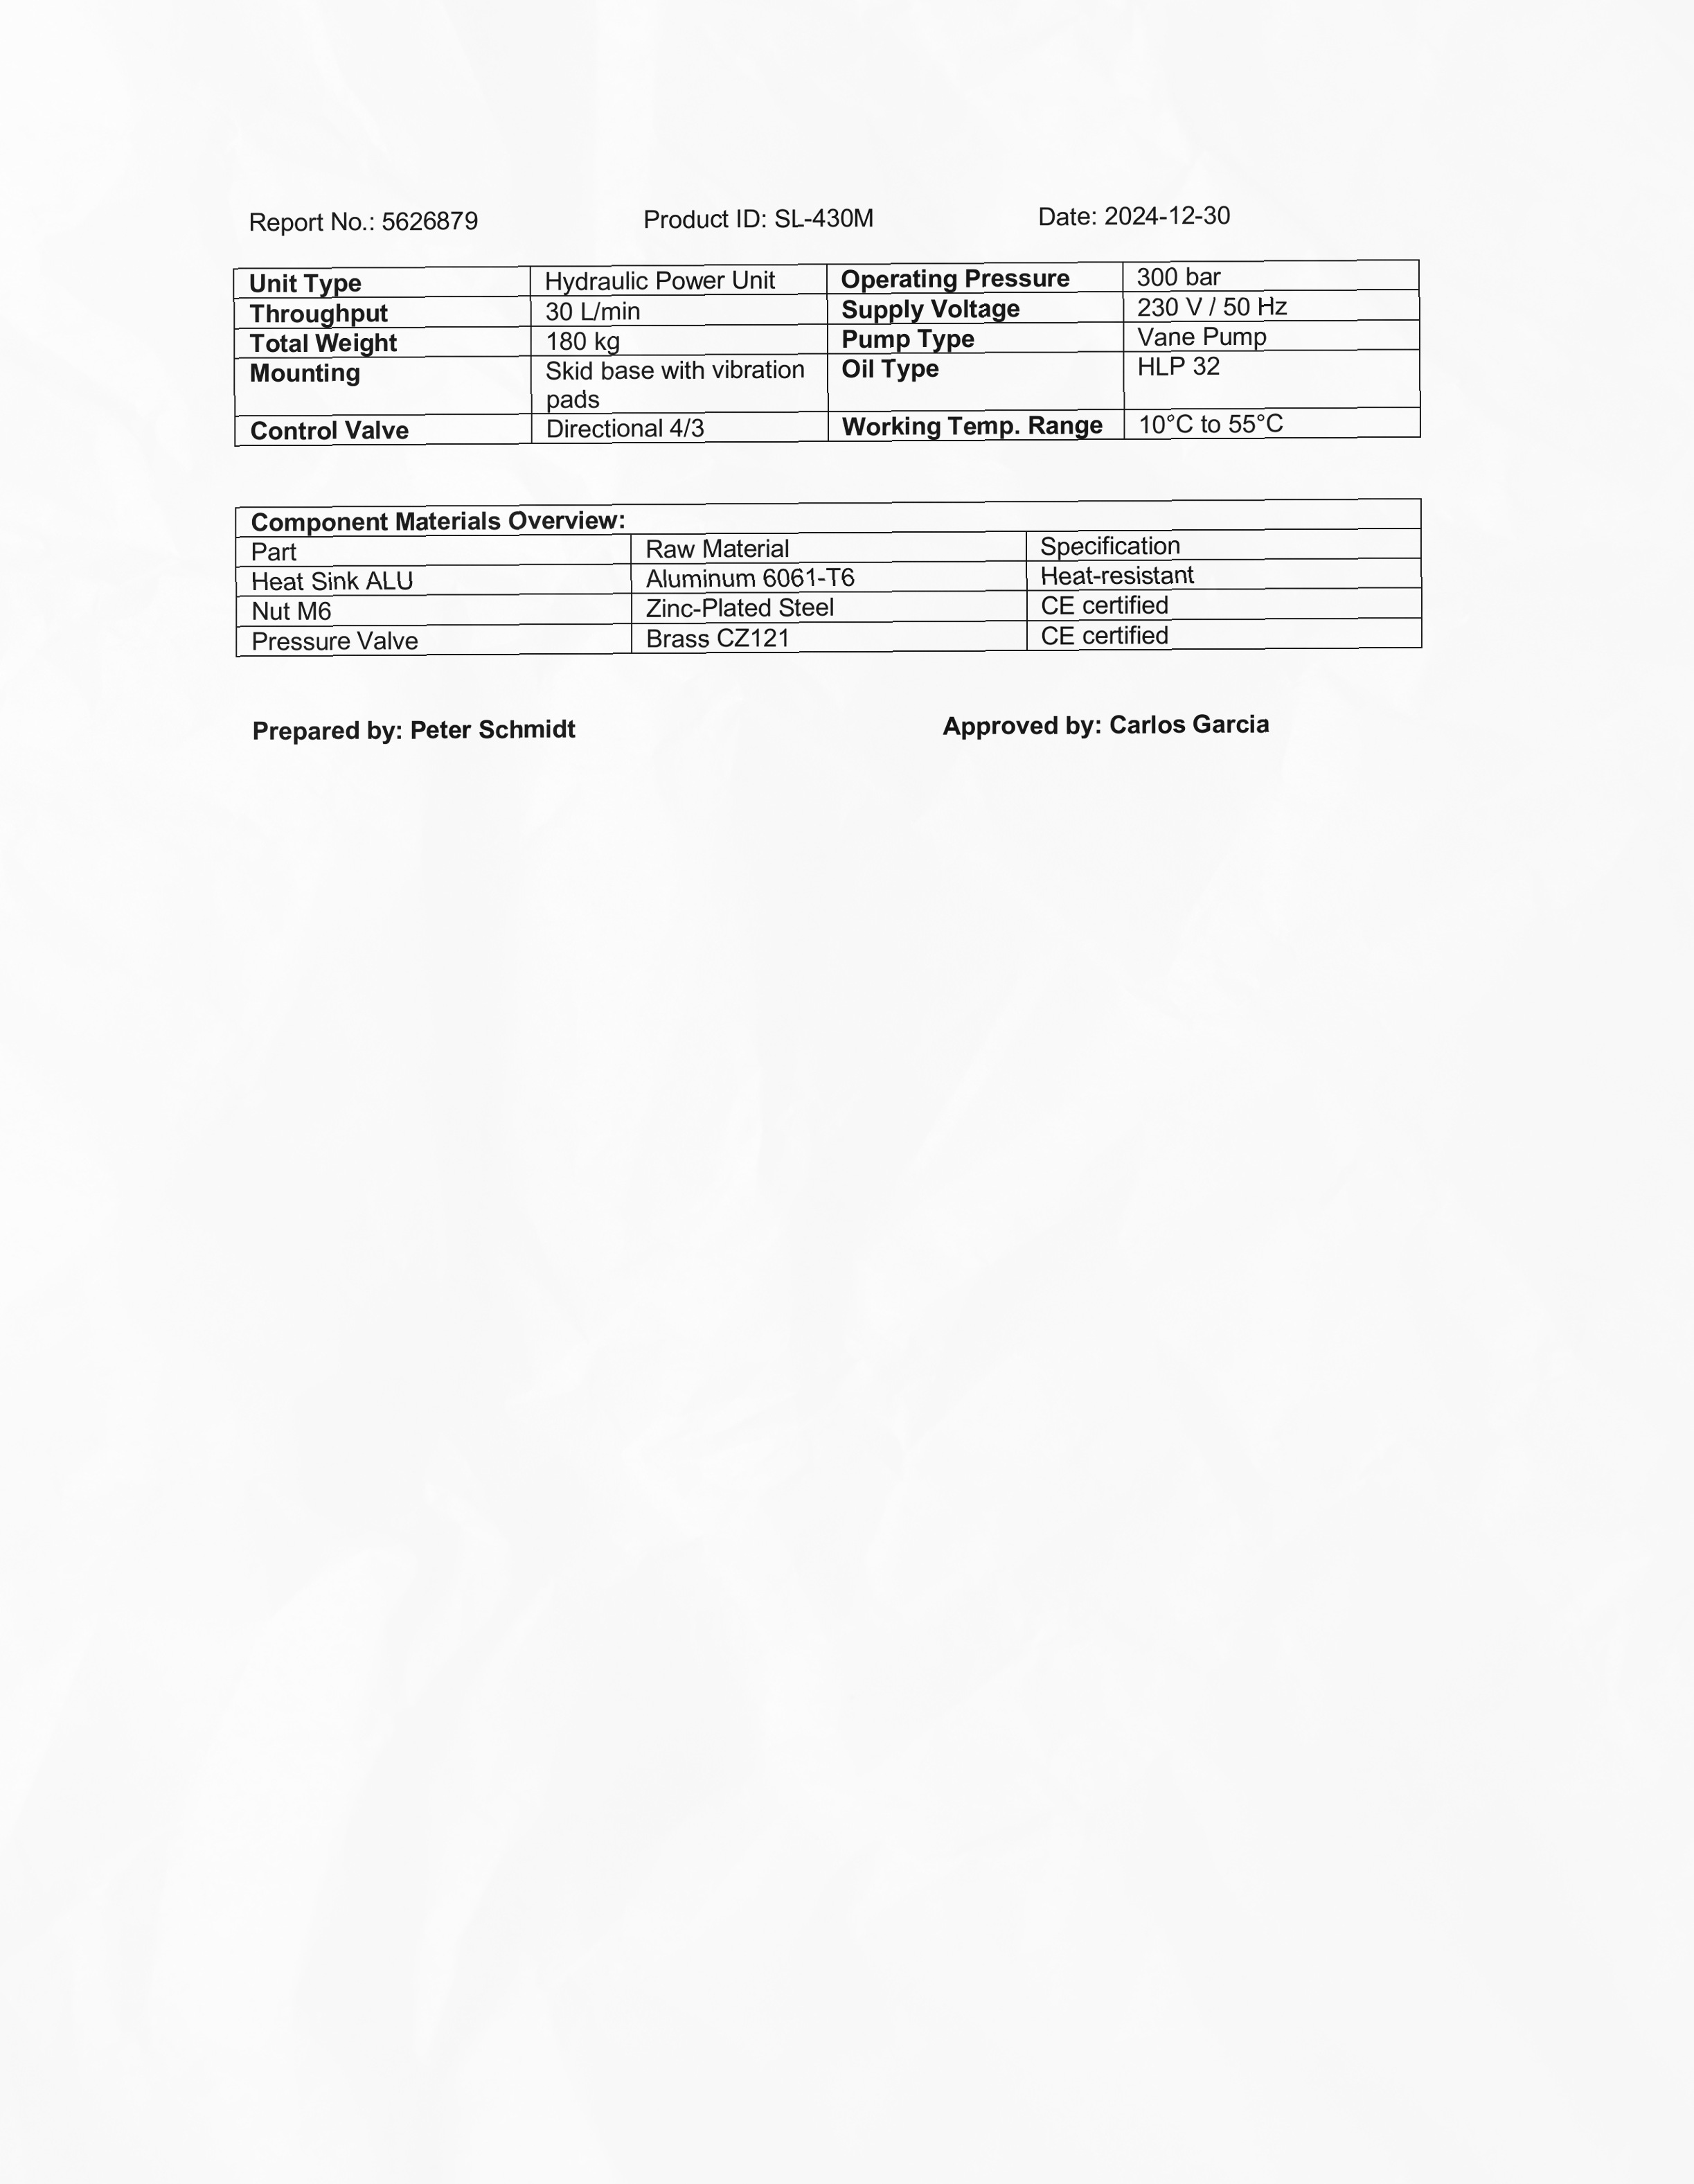 Report No.: 5626879 Product ID: SL-430M Date: 2024-12-30
Unit Type Hydraulic Power Unit Operating Pressure 300 bar
Throughput 30 L/min Supply Voltage 230 V / 50 Hz
Total Weight 180 kg Pump Type Vane Pump
Mounting Skid base with vibration Oil Type HLP 32
pads
Control Valve Directional 4/3 Working Temp. Range 10°C to 55°C
Component Materials Overview:
Part Raw Material Specification
Heat Sink ALU Aluminum 6061-T6 Heat-resistant
Nut M6 Zinc-Plated Steel CE certified
Pressure Valve Brass CZ121 CE certified
Prepared by: Peter Schmidt Approved by: Carlos Garcia